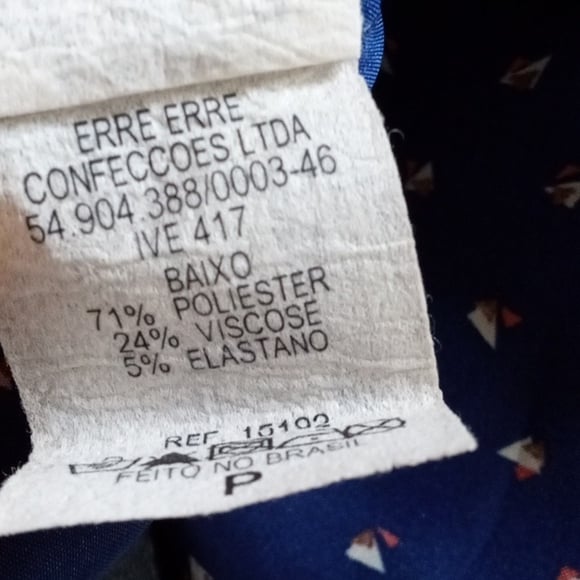 ERRE ERRE
CONFECCOES LTDA
54.904.388/0003-46
IVE 417
BAIXO
71% POLIESTER
24% VISCOSE
5% ELASTANO
REF 15192
FEITO NO BRASIL
P